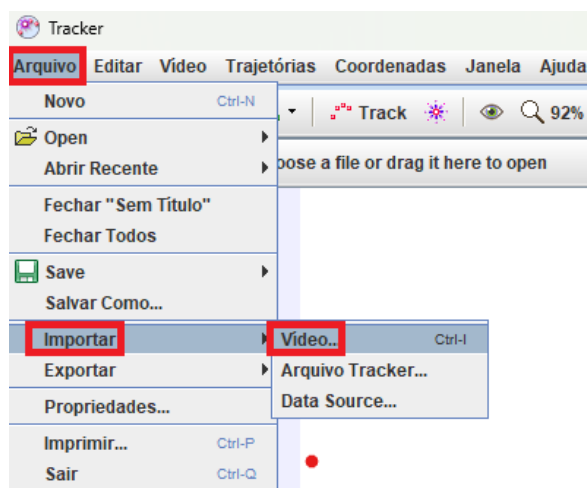 Tracker
Arquivo Editar Video Trajetórias Coordenadas Janela Ajuda
Novo Ctrl-N
Track 92%
Open
oose a file or drag it here to open
Abrir Recente
Fechar "Sem Título"
Fechar Todos
Save
Salvar Como...
Importar Video... Ctrl-I
Exportar Arquivo Tracker...
Propriedades... Data Source...
Imprimir... Ctrl-P
Sair Ctrl-Q